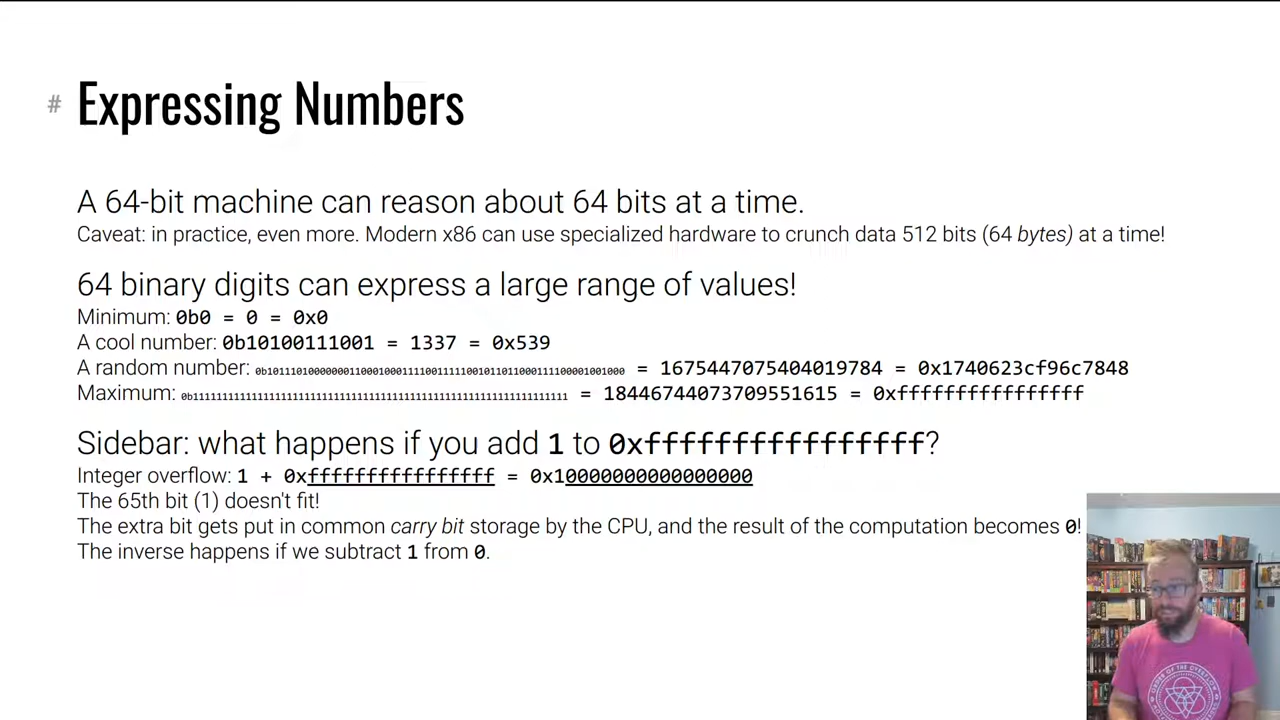 # Expressing Numbers
A 64-bit machine can reason about 64 bits at a time.
Caveat: in practice, even more. Modern x86 can use specialized hardware to crunch data 512 bits (64 bytes) at a time!
64 binary digits can express a large range of values!
Minimum: 0b0 = 0 = 0x0
A cool number: 0b10100111001 = 1337 = 0x539
A random number: = 1675447075404019784 = 0x1740623cf96c7848
Maximum: = 18446744073709551615 = 0xffffffffffffffff
Sidebar: what happens if you add 1 to 0xffffffffffffffff?
Integer overflow: 1 + 0xffffffffffffffff = 0x10000000000000000
The 65th bit (1) doesn't fit!
The extra bit gets put in common carry bit storage by the CPU, and the result of the computation becomes 0!
The inverse happens if we subtract 1 from 0.
ORDER OF THE OVERFLOW